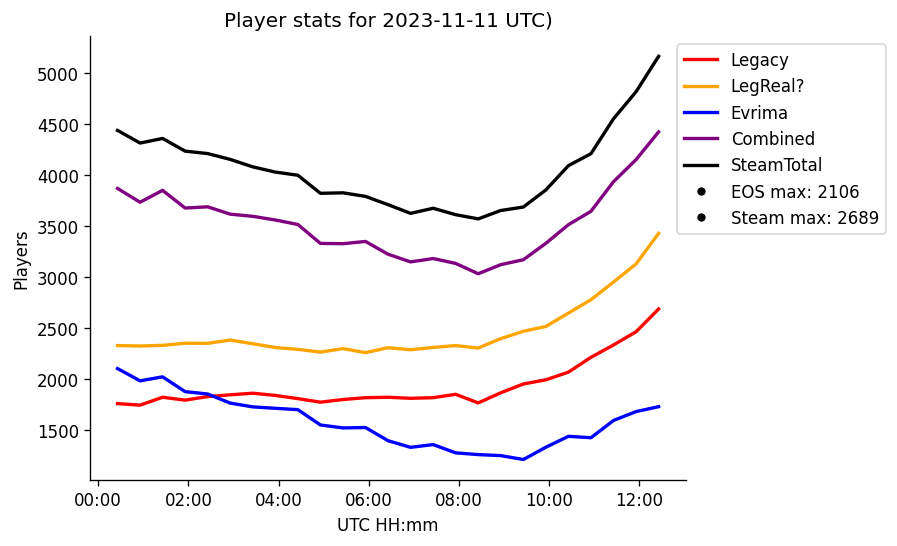 Player stats for 2023-11-11 UTC)
Legacy
LegReal?
Evrima
Combined
SteamTotal
EOS max: 2106
Steam max: 2689
Players
5000
4500
4000
3500
3000
2500
2000
1500
00:00 02:00 04:00 06:00 08:00 10:00 12:00
UTC HH:mm